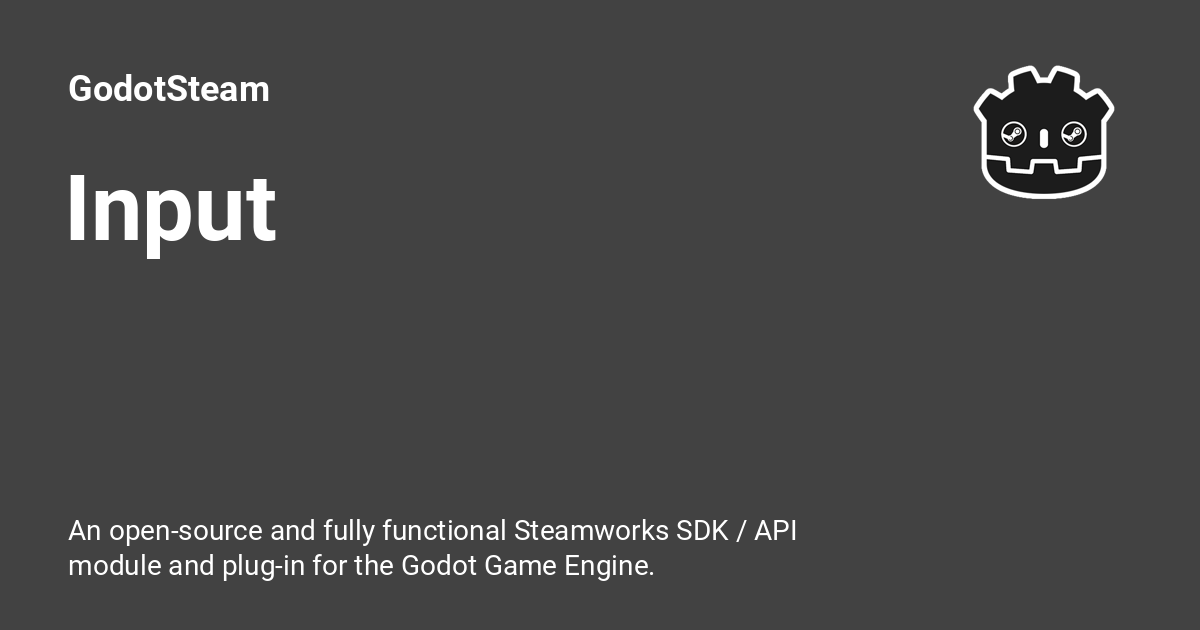 GodotSteam
Input
An open-source and fully functional Steamworks SDK / API
module and plug-in for the Godot Game Engine.